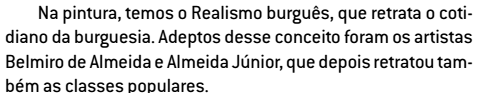 Na pintura, temos o Realismo burguês, que retrata o coti-
diano da burguesia. Adeptos desse conceito foram os artistas
Belmiro de Almeida e Almeida Júnior, que depois retratou tam-
bém as classes populares.